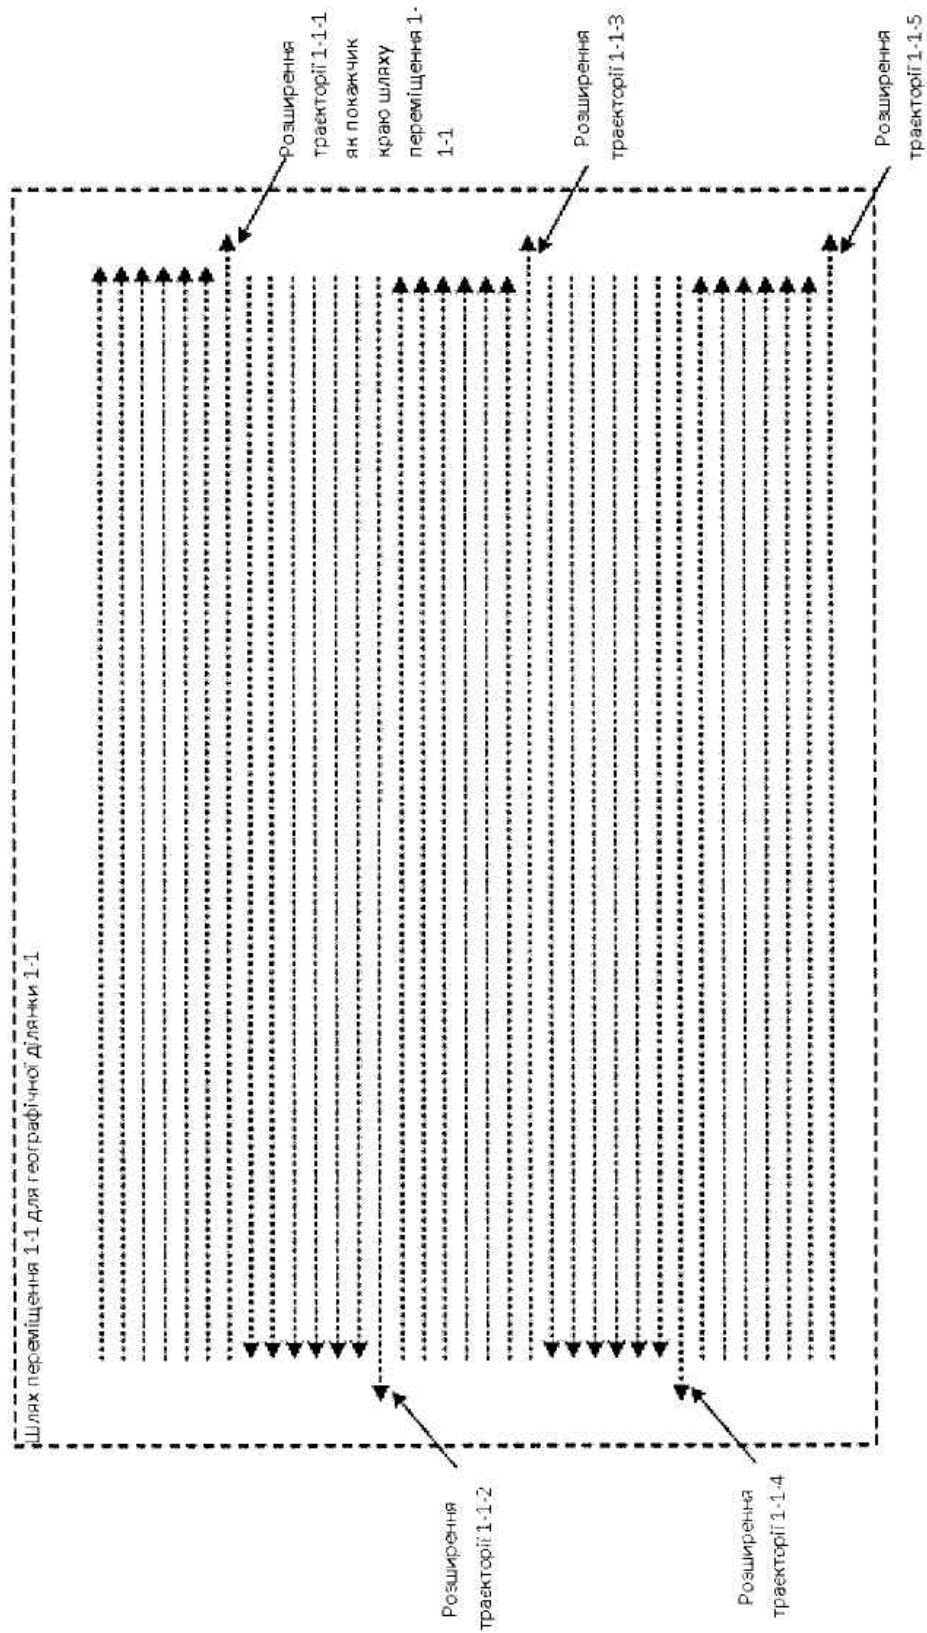 Шлях переміщення 1-1 для географічної ділянки 1-1
Розширення
траєкторії 1-1-1
як покажчик
краю шляху
переміщення 1-
1-1
Розширення
траєкторії 1-1-3
Розширення
траєкторії 1-1-5
Розширення
траєкторії 1-1-2
Розширення
траєкторії 1-1-4